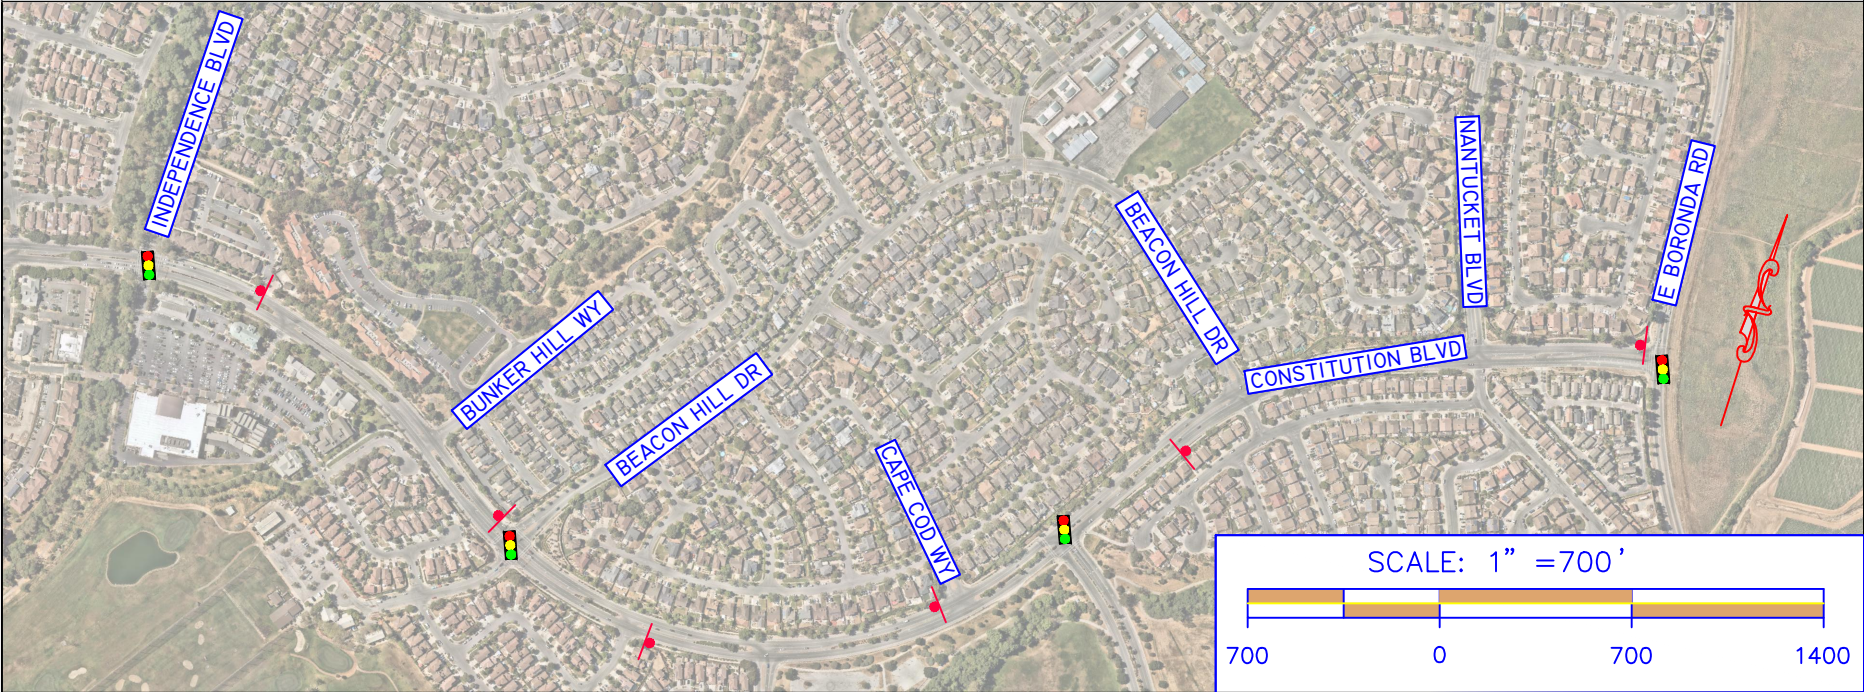 INDEPENDENCE BLVD
BUNKER HILL WY
BEACON HILL DR
CAPE COD WY
BEACON HILL DR
CONSTITUTION BLVD
NANTUCKET BLVD
E BORONDA RD
SCALE: 1” =700'
700 0 700 1400